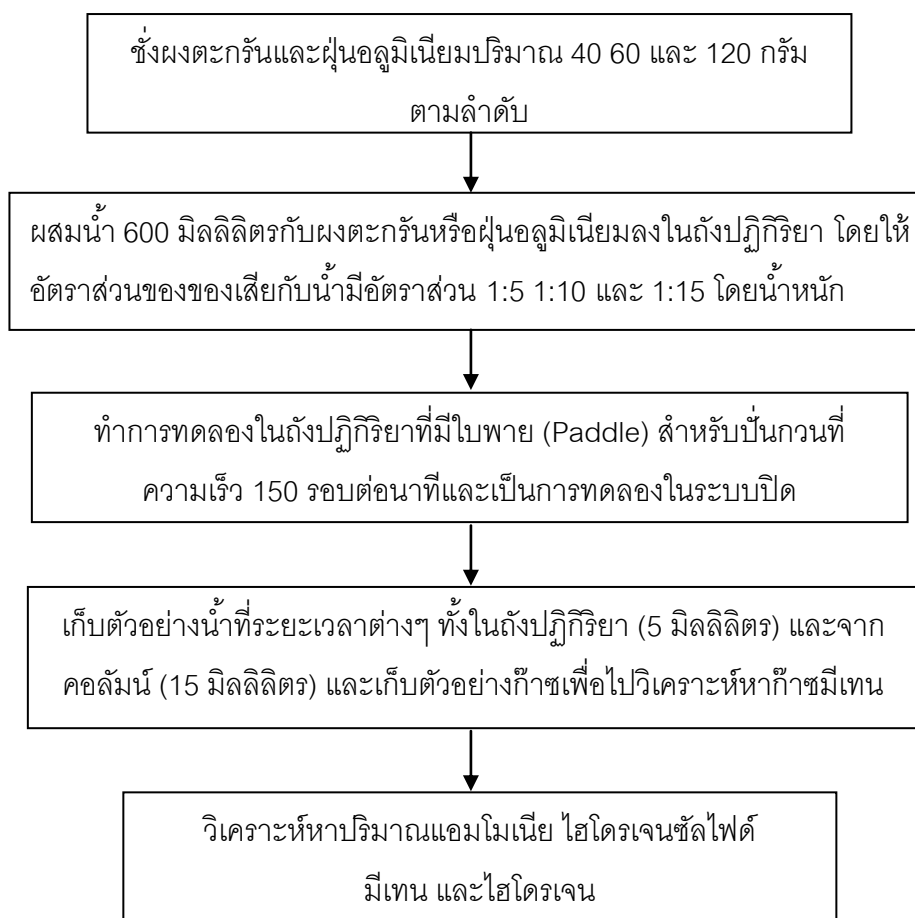 ชั่งผงตะกรันและฝุ่นอลูมิเนียมปริมาณ 40 60 และ 120 กรัม
ตามลำดับ
ผสมน้ำ 600 มิลลิลิตรกับผงตะกรันหรือฝุ่นอลูมิเนียมลงในถังปฏิกิริยา โดยให้
อัตราส่วนของของเสียกับน้ำมีอัตราส่วน 1:5 1:10 และ 1:15 โดยน้ำหนัก
ทำการทดลองในถังปฏิกิริยาที่มีใบพาย (Paddle) สำหรับปั่นกวนที่
ความเร็ว 150 รอบต่อนาทีและเป็นการทดลองในระบบปิด
เก็บตัวอย่างน้ำที่ระยะเวลาต่างๆ ทั้งในถังปฏิกิริยา (5 มิลลิลิตร) และจาก
คอลัมน์ (15 มิลลิลิตร) และเก็บตัวอย่างก๊าซเพื่อไปวิเคราะห์หาก๊าซมีเทน
วิเคราะห์หาปริมาณแอมโมเนีย ไฮโดรเจนซัลไฟด์
มีเทน และไฮโดรเจน